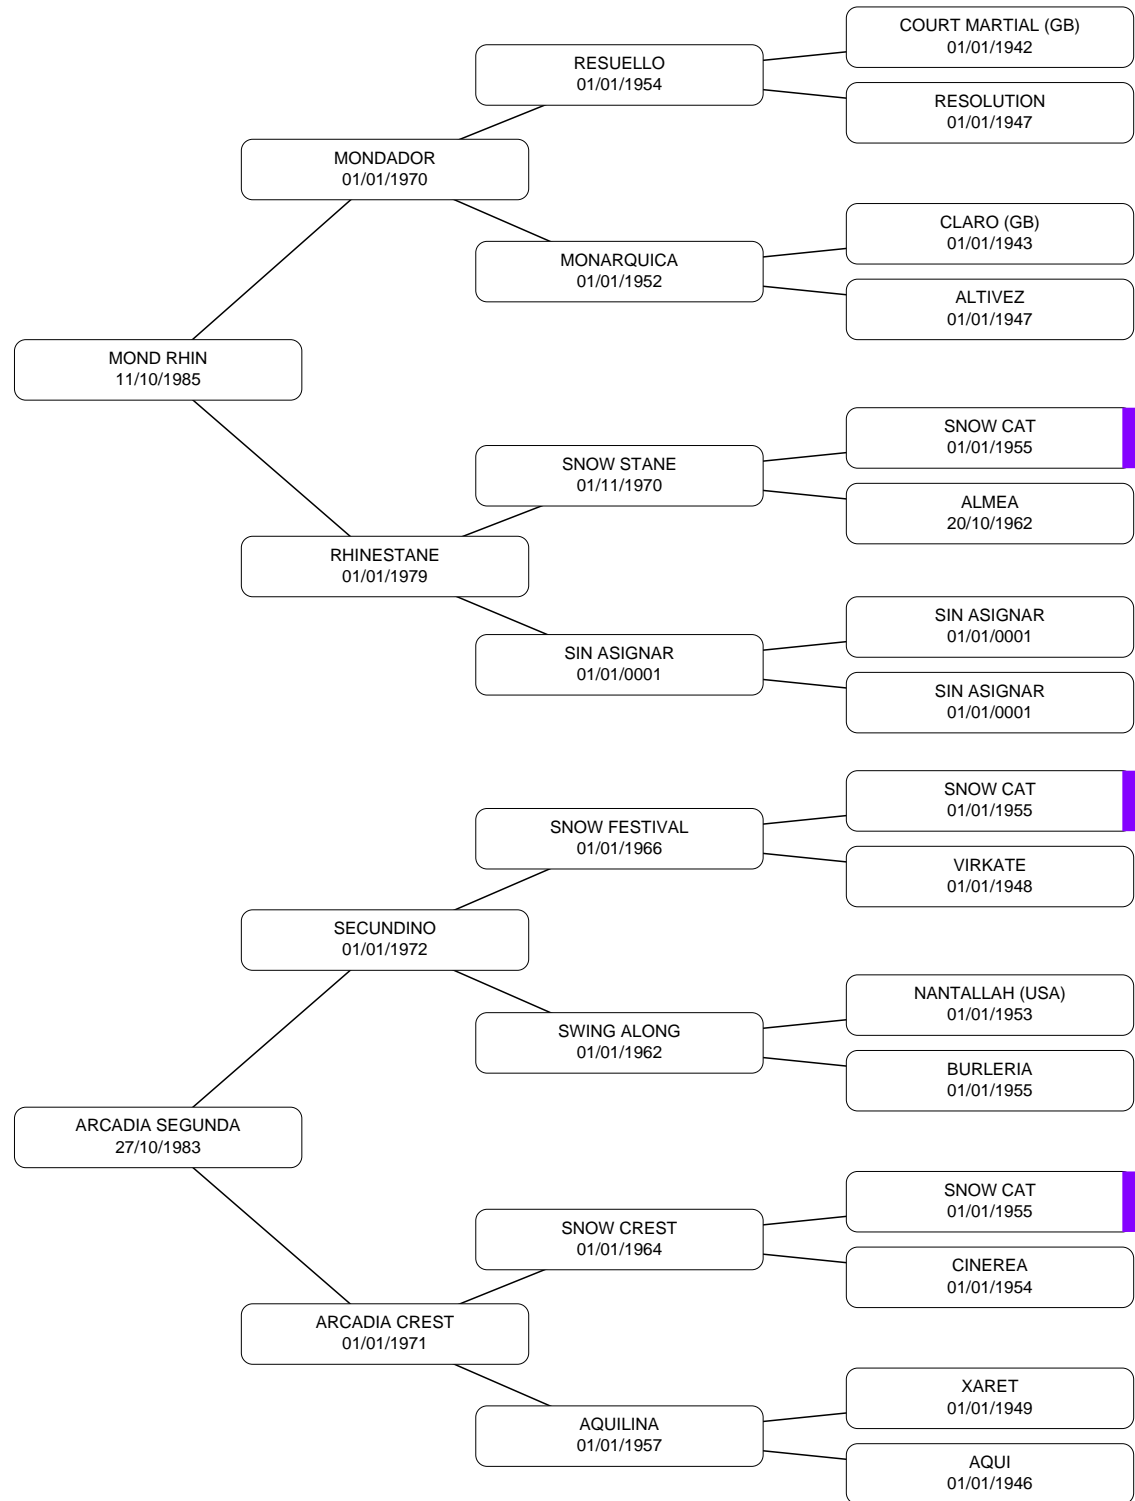 COURT MARTIAL (GB)
01/01/1942
RESUELLO
01/01/1954
RESOLUTION
01/01/1947
MONDADOR
01/01/1970
CLARO (GB)
01/01/1943
MONARQUICA
01/01/1952
ALTIVEZ
01/01/1947
MOND RHIN
11/10/1985
SNOW CAT
01/01/1955
SNOW STANE
01/11/1970
ALMEA
20/10/1962
RHINESTANE
01/01/1979
SIN ASIGNAR
01/01/0001
SIN ASIGNAR
01/01/0001
SIN ASIGNAR
01/01/0001
SNOW CAT
01/01/1955
SNOW FESTIVAL
01/01/1966
VIRKATE
01/01/1948
SECUNDINO
01/01/1972
NANTALLAH (USA)
01/01/1953
SWING ALONG
01/01/1962
BURLERIA
01/01/1955
ARCADIA SEGUNDA
27/10/1983
SNOW CAT
01/01/1955
SNOW CREST
01/01/1964
CINEREA
01/01/1954
ARCADIA CREST
01/01/1971
XARET
01/01/1949
AQUILINA
01/01/1957
AQUI
01/01/1946